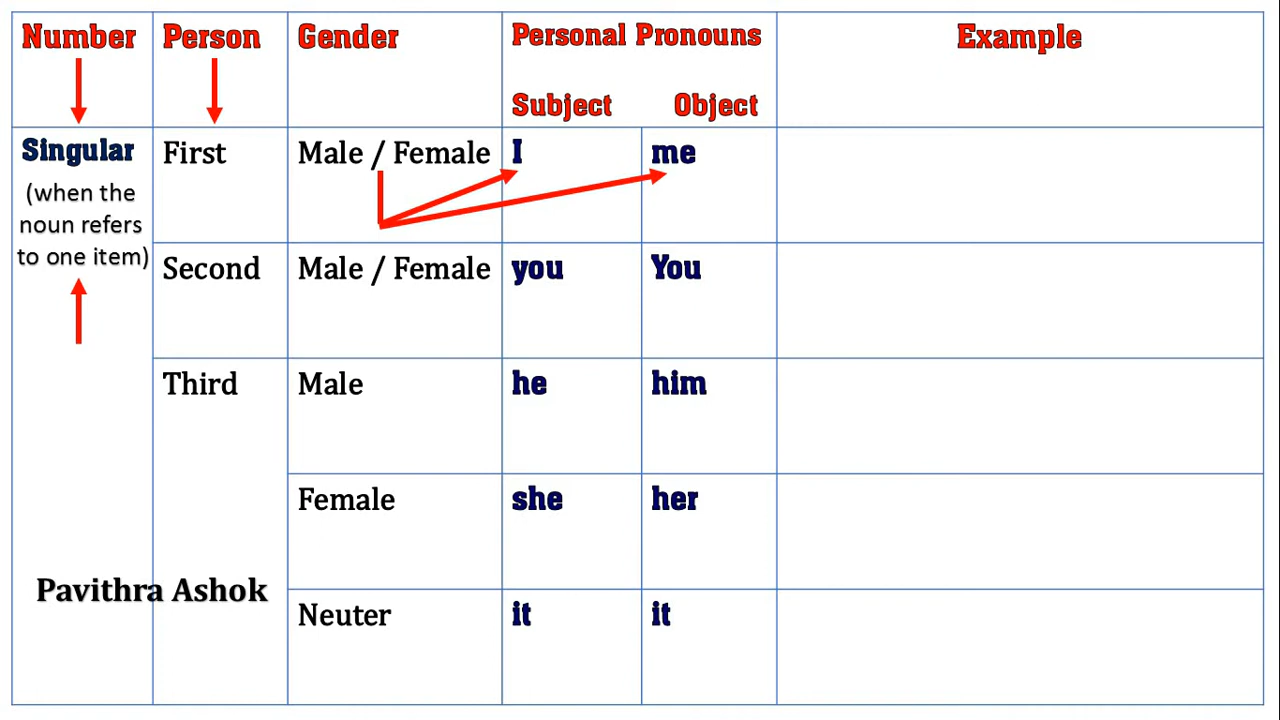 Number Person Gender Personal Pronouns Example
Subject Object
Singular First Male / Female I me
(when the
noun refers
to one item)
Second Male / Female you You
Third Male he him
Female she her
Pavithra Ashok
Neuter it it